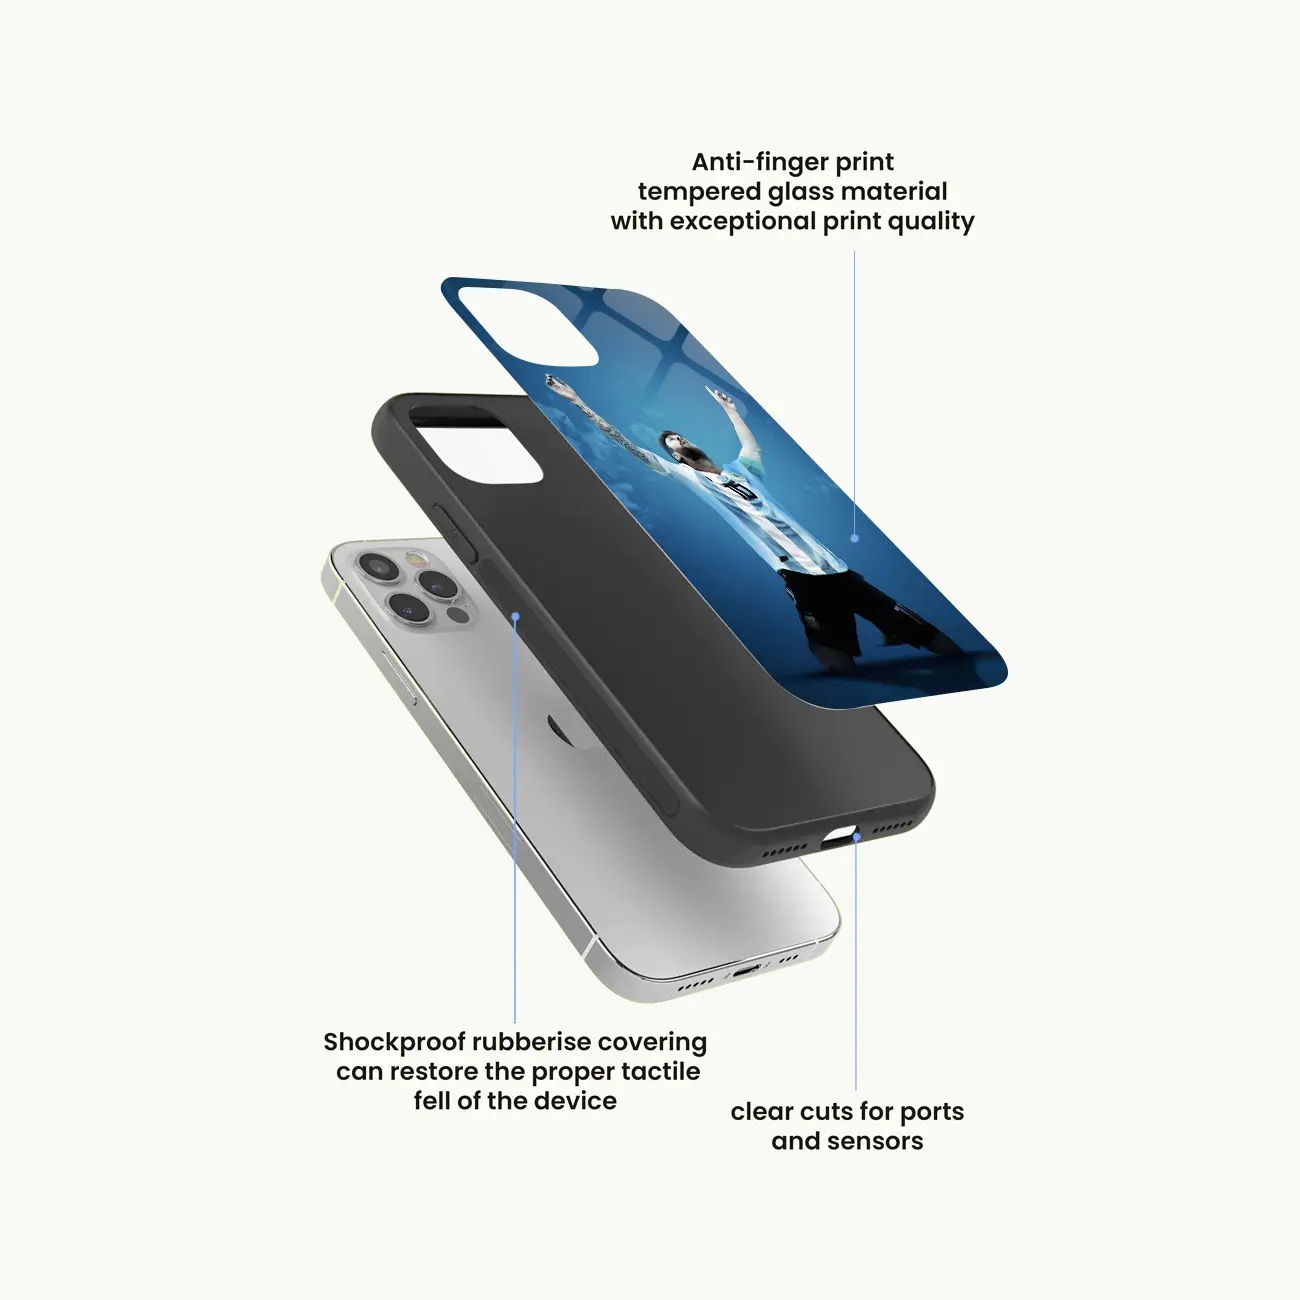 Anti-finger print
tempered glass material
with exceptional print quality
Shockproof rubberise covering
can restore the proper tactile
fell of the device
clear cuts for ports
and sensors